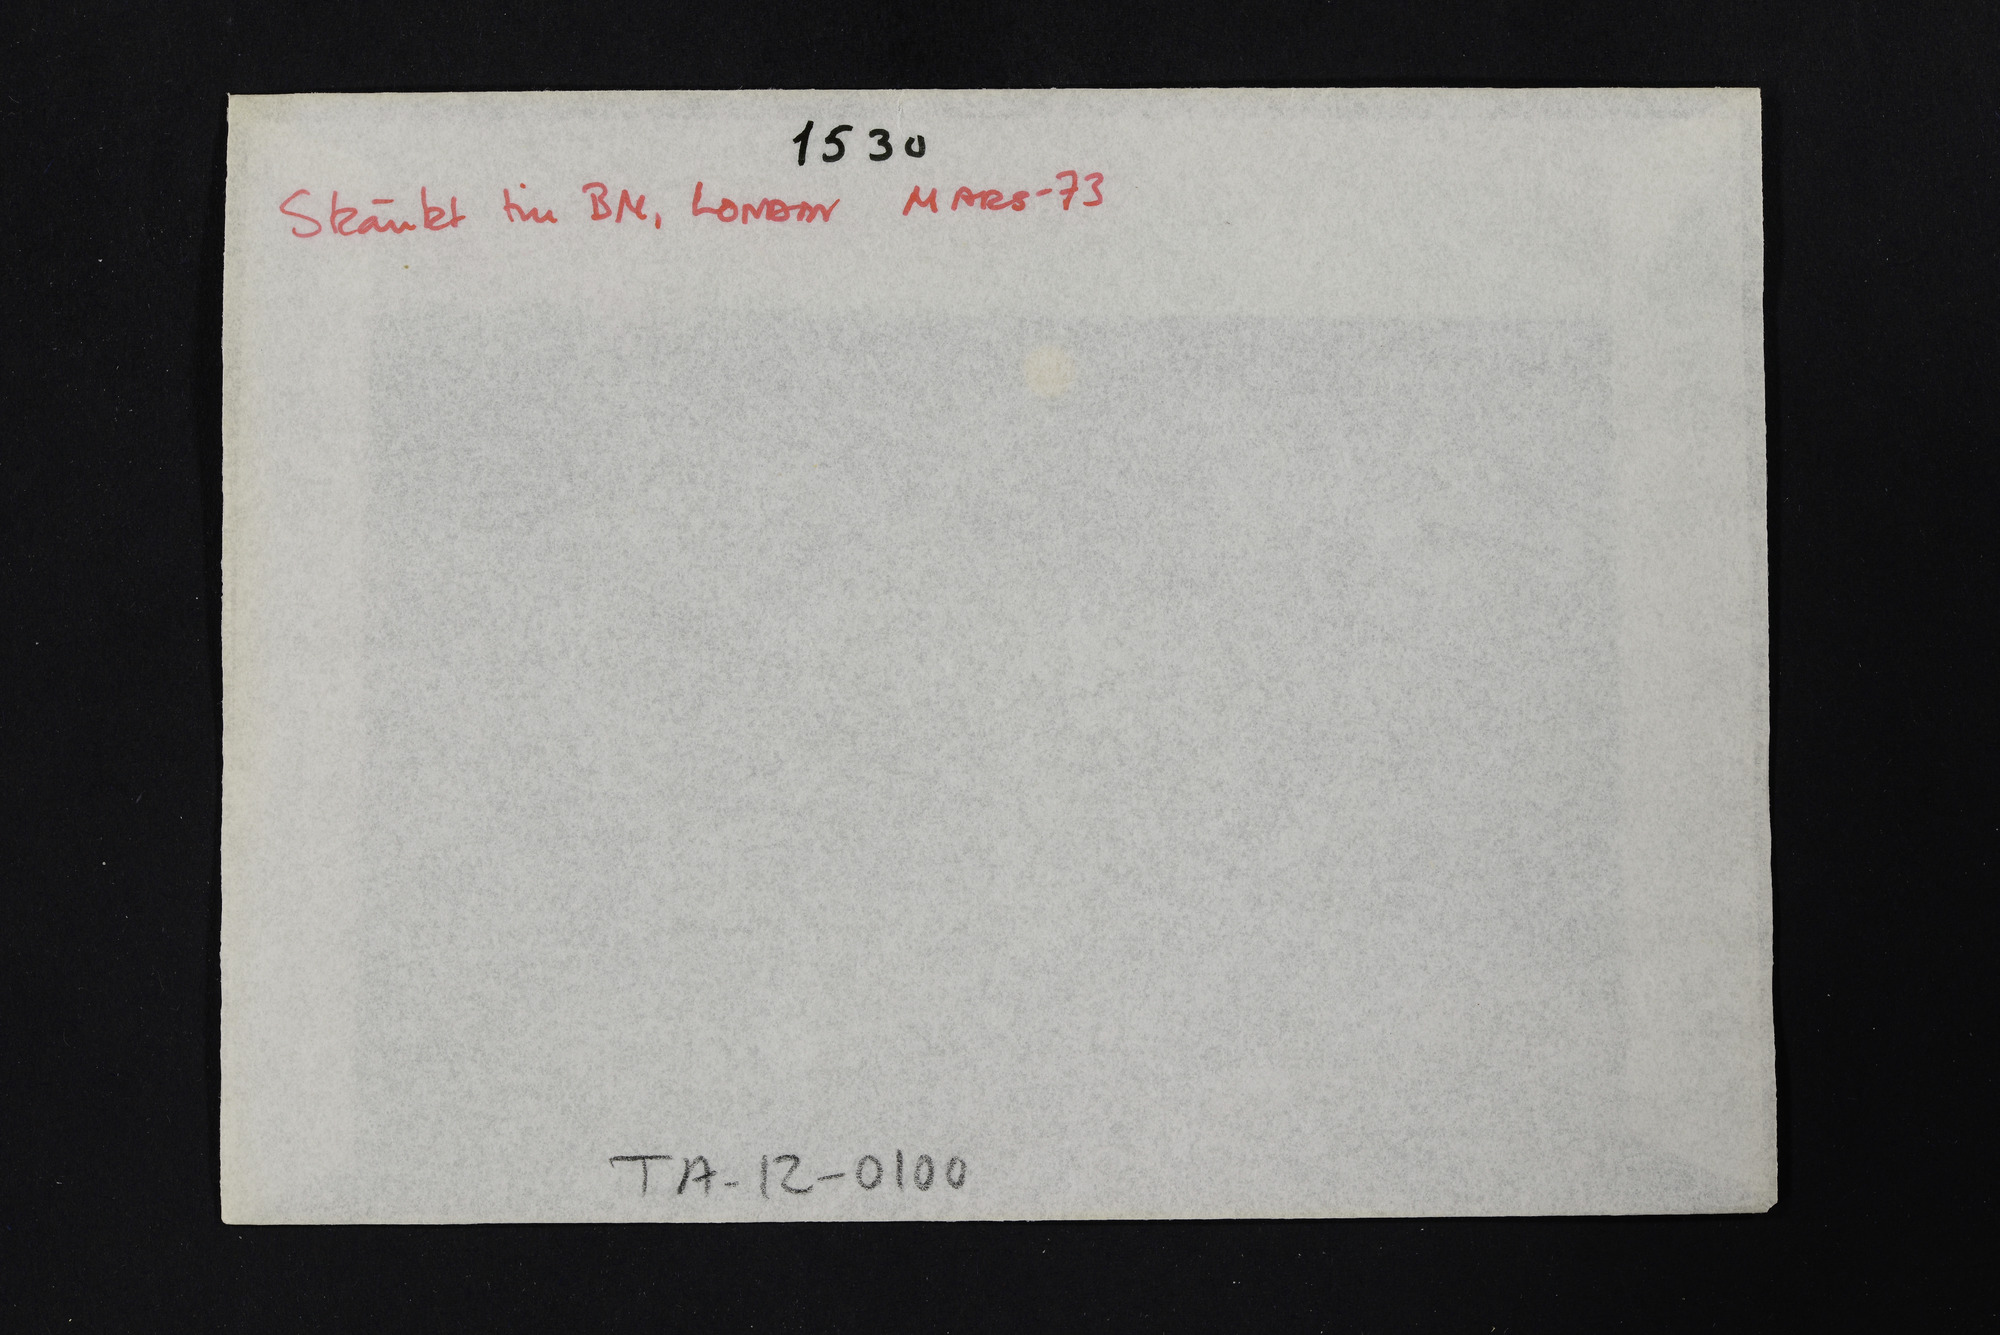 1530
Skänkt till BM, LONDON MARS-73
TA-12-0100